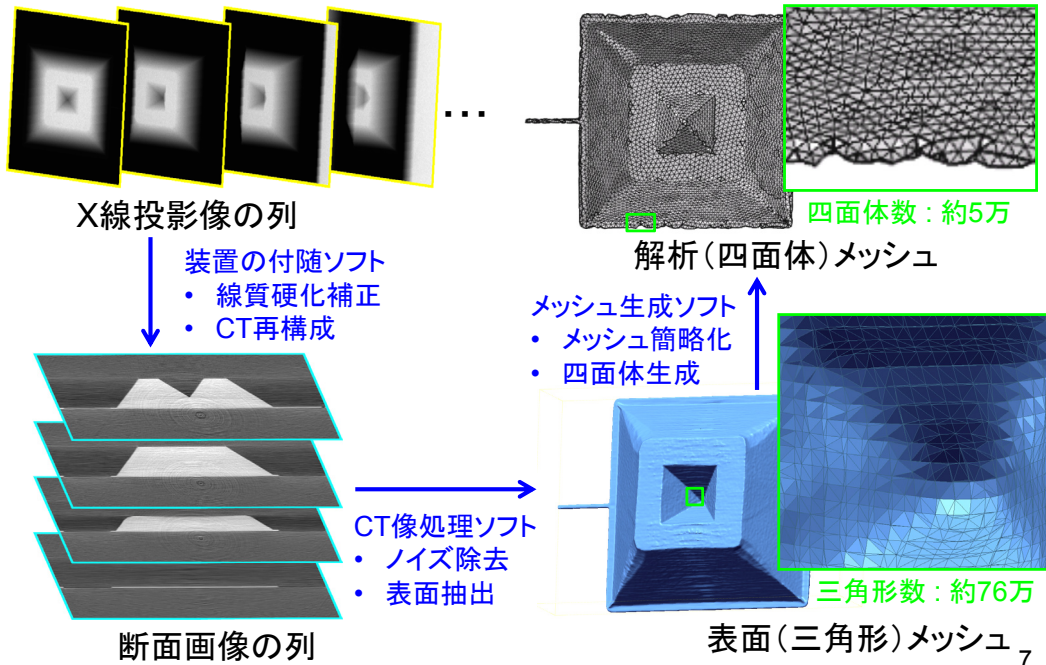 ...
X線投影像の列
装置の付随ソフト
• 線質硬化補正
• CT再構成
断面画像の列
CT像処理ソフト
• ノイズ除去
• 表面抽出
三角形数：約76万
表面（三角形）メッシュ
メッシュ生成ソフト
• メッシュ簡略化
• 四面体生成
四面体数：約5万
解析（四面体）メッシュ
7